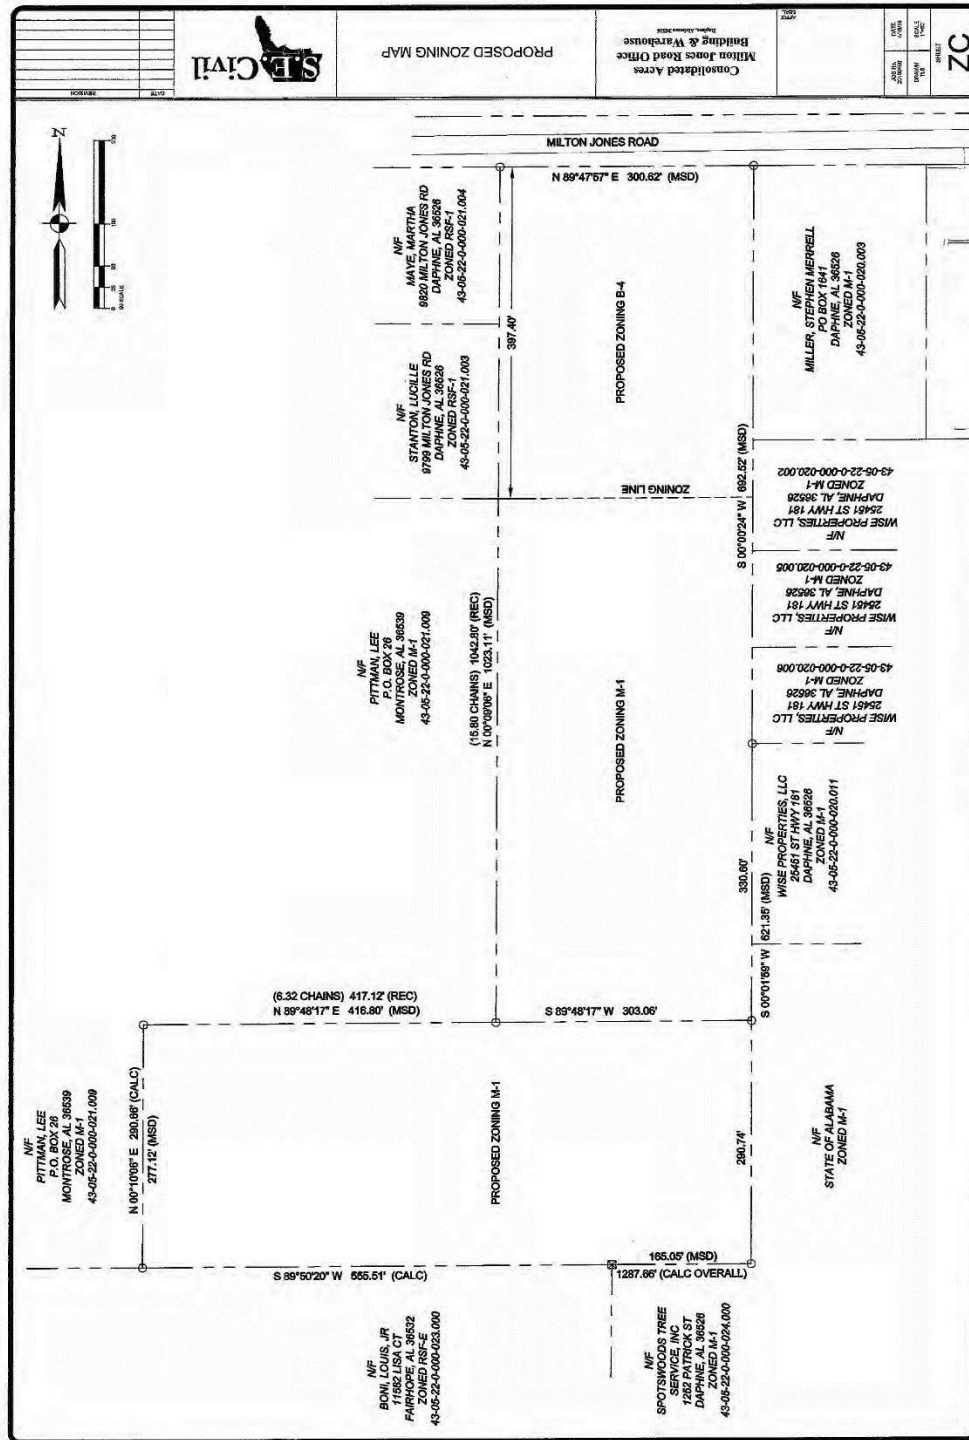 REVISION
DATE
S.E. Civil
PROPOSED ZONING MAP
Consolidated Acres
Milton Jones Road Office
Building & Warehouse
SHEET
ZC
N
MILTON JONES ROAD
N 89°47'57" E 300.62' (MSD)
N/F
MAYE, MARTHA
9820 MILTON JONES RD
DAPHNE, AL 36526
ZONED RSF-1
43-05-22-0-000-021.004
397.40'
PROPOSED ZONING B-4
N/F
MILLER, STEPHEN MERRELL
PO BOX 1641
DAPHNE, AL 36526
ZONED M-1
43-05-22-0-000-020.003
N/F
STANTON, LUCILLE
9799 MILTON JONES RD
DAPHNE, AL 36526
ZONED RSF-1
43-05-22-0-000-021.003
ZONING LINE
S 00°00'24" W 692.52' (MSD)
N/F
WISE PROPERTIES, LLC
25451 ST HWY 181
DAPHNE, AL 36526
ZONED M-1
43-05-22-0-000-020.002
N/F
WISE PROPERTIES, LLC
25451 ST HWY 181
DAPHNE, AL 36526
ZONED M-1
43-05-22-0-000-020.005
N/F
WISE PROPERTIES, LLC
25451 ST HWY 181
DAPHNE, AL 36526
ZONED M-1
43-05-22-0-000-020.006
N/F
PITTMAN, LEE
P.O. BOX 26
MONTROSE, AL 36539
ZONED M-1
43-05-22-0-000-021.009
(15.80 CHAINS) 1042.80' (REC)
N 00°09'06" E 1023.11' (MSD)
PROPOSED ZONING M-1
N/F
WISE PROPERTIES, LLC
25451 ST HWY 181
DAPHNE, AL 36526
ZONED M-1
43-05-22-0-000-020.011
330.60'
S 00°01'59" W 621.35' (MSD)
(6.32 CHAINS) 417.12' (REC)
N 89°48'17" E 416.80' (MSD)
S 89°48'17" W 303.06'
N/F
PITTMAN, LEE
P.O. BOX 26
MONTROSE, AL 36539
ZONED M-1
43-05-22-0-000-021.009
N 00°10'06" E 290.66' (CALC)
277.12' (MSD)
PROPOSED ZONING M-1
290.74'
N/F
STATE OF ALABAMA
ZONED M-1
S 89°50'20" W 555.51' (CALC)
165.05' (MSD)
1287.66' (CALC OVERALL)
N/F
BONI, LOUIS, JR
11582 LISA CT
FAIRHOPE, AL 36532
ZONED RSF-E
43-05-22-0-000-023.000
N/F
SPOTSWOODS TREE
SERVICE, INC
1252 PATRICK ST
DAPHNE, AL 36526
ZONED M-1
43-05-22-0-000-024.000